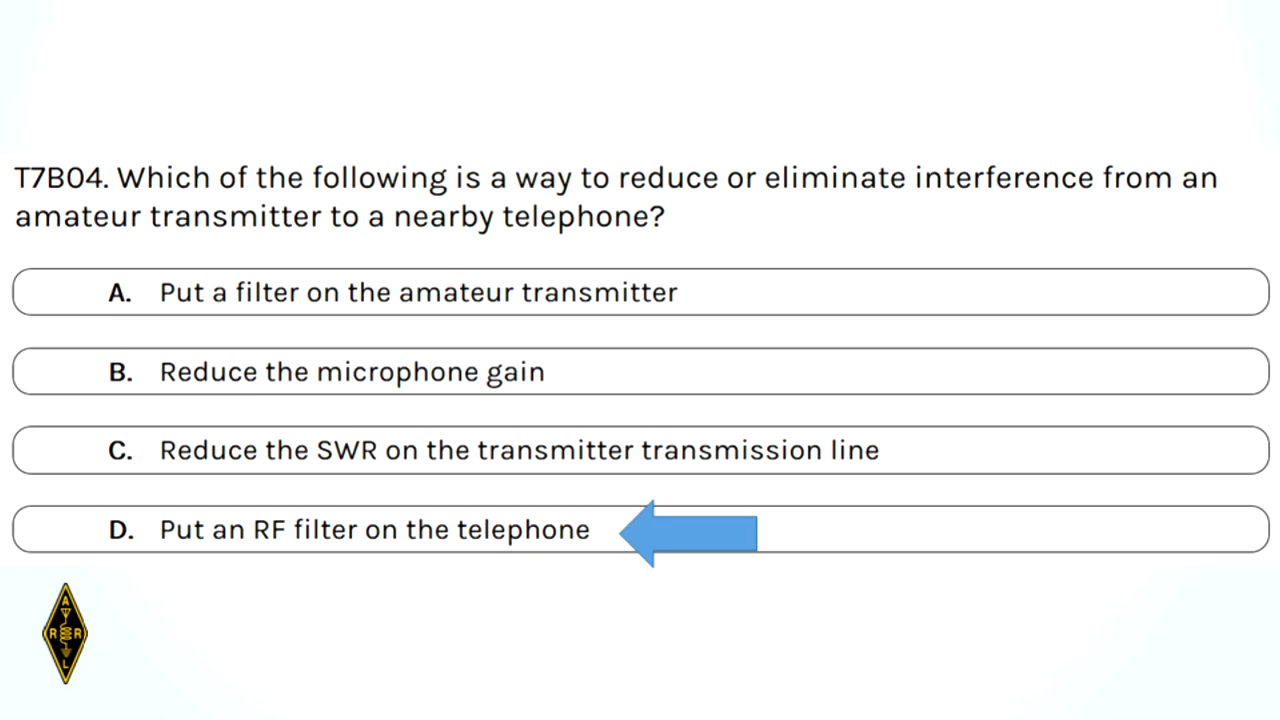 T7B04. Which of the following is a way to reduce or eliminate interference from an
amateur transmitter to a nearby telephone?
A. Put a filter on the amateur transmitter
B. Reduce the microphone gain
C. Reduce the SWR on the transmitter transmission line
D. Put an RF filter on the telephone
A
R R
L